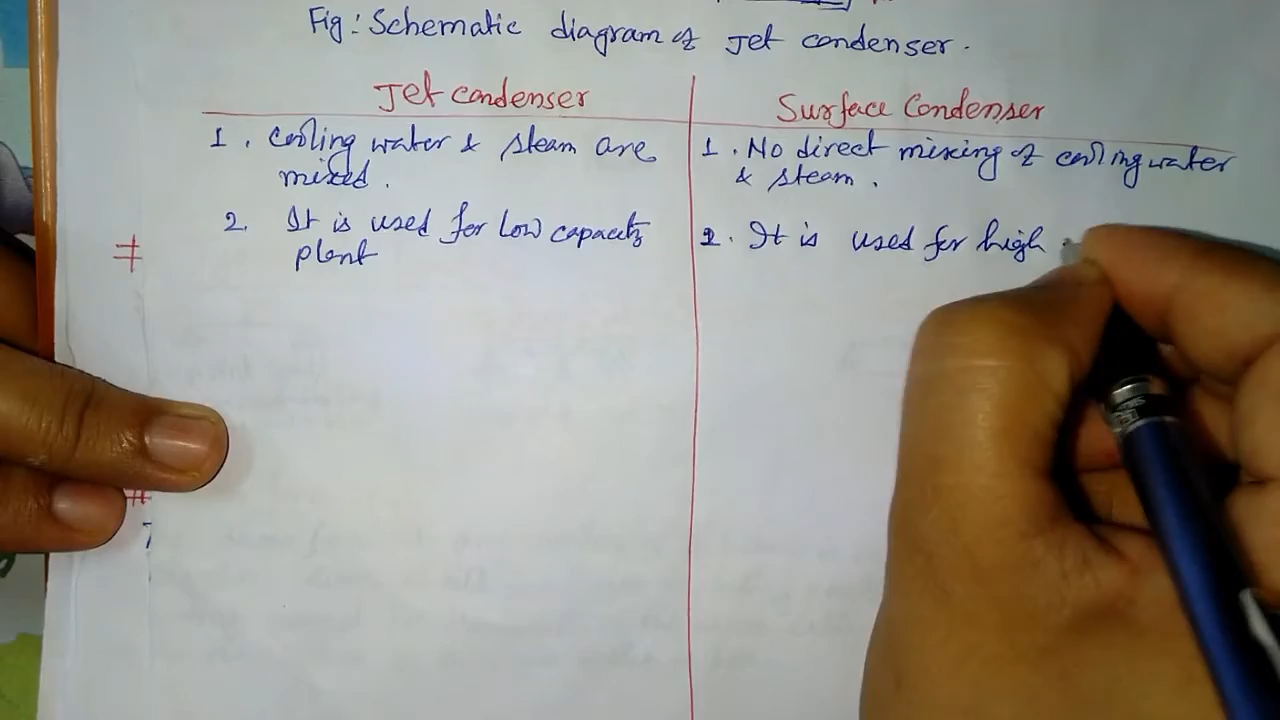 Fig: Schematic diagram of Jet condenser.
Jet condenser
Surface Condenser
1. Cooling water & steam are
mixed.
2. It is used for low capacity
plant
1. No direct mixing of cooling water
& steam.
2. It is used for high
#
#
7